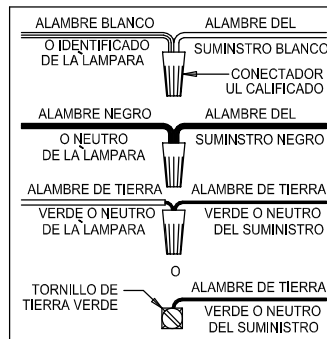 ALAMBRE BLANCO ALAMBRE DEL
O IDENTIFICADO SUMINSTRO BLANCO
DE LA LAMPARA
CONECTADOR
UL CALIFICADO
ALAMBRE NEGRO ALAMBRE DEL
O NEUTRO SUMINSTRO NEGRO
DE LA LAMPARA
ALAMBRE DE TIERRA ALAMBRE DE TIERRA
VERDE O NEUTRO VERDE O NEUTRO
DE LA LAMPARA DEL SUMINISTRO
O
TORNILLO DE ALAMBRE DE TIERRA
TIERRA VERDE
VERDE O NEUTRO
DEL SUMINISTRO